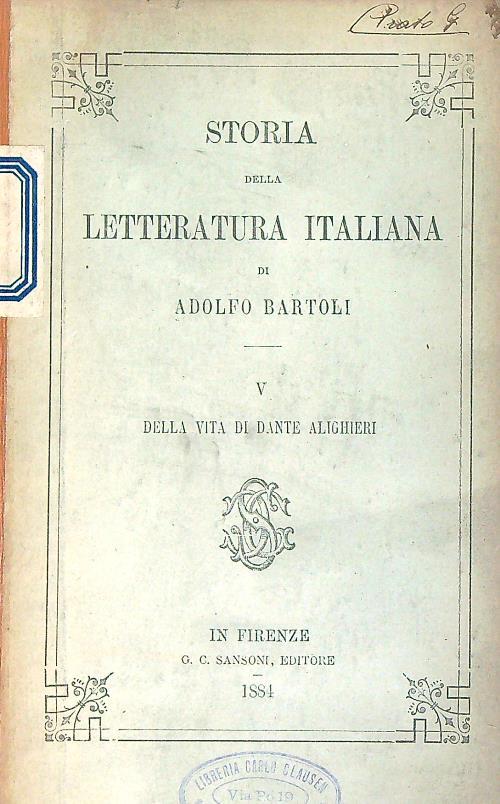 Prato G.
STORIA
DELLA
LETTERATURA ITALIANA
DI
ADOLFO BARTOLI
V
DELLA VITA DI DANTE ALIGHIERI
IN FIRENZE
G. C. SANSONI, EDITORE
1884
LIBRERIA CARLO CLAUSEN
Via Po 19